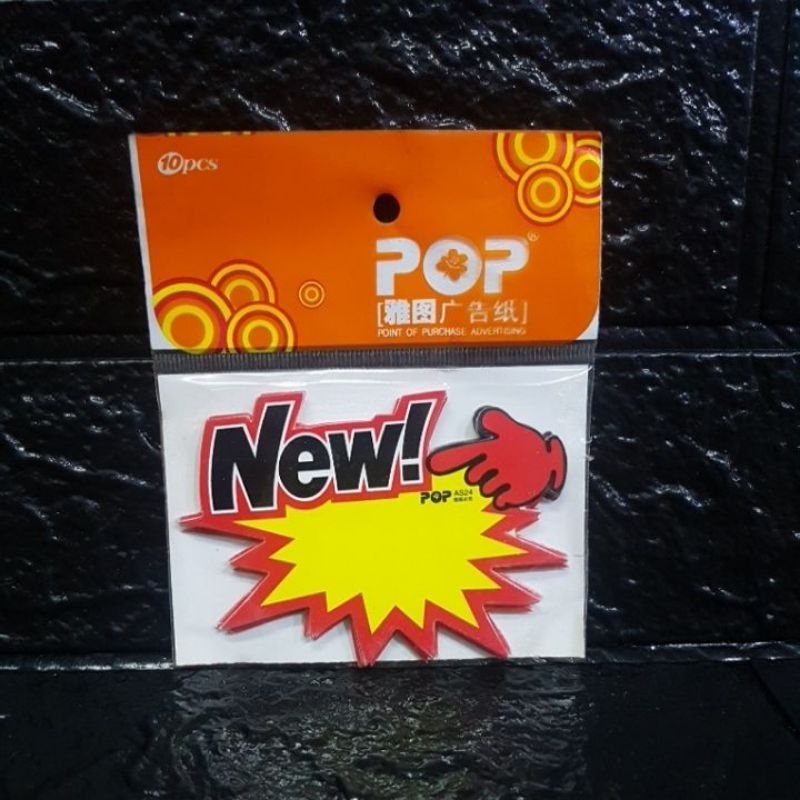 10pcs
POP®
[雅图广告纸]
POINT OF PURCHASE ADVERTISING
New!
POP AS24